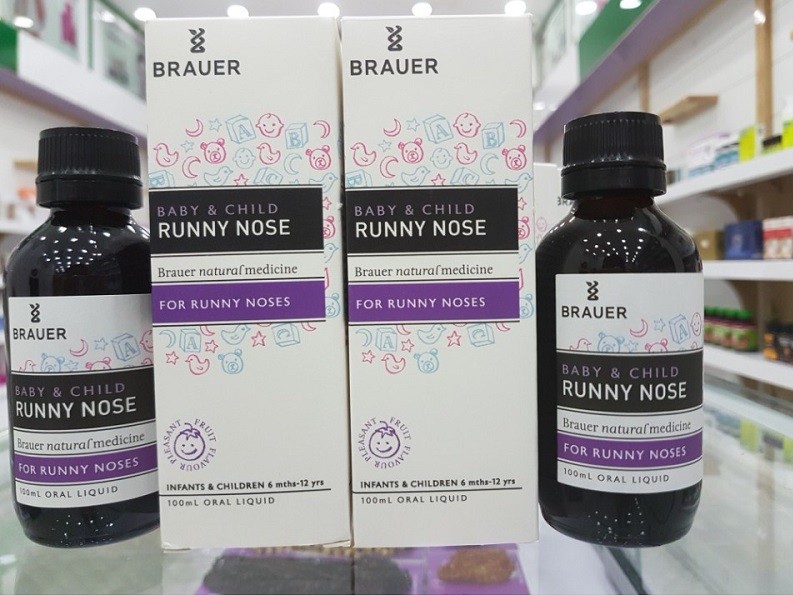 BRAUER
BABY & CHILD
RUNNY NOSE
Brauer natural medicine
FOR RUNNY NOSES
PLEASANT FRUIT FLAVOUR
INFANTS & CHILDREN 6 mths-12 yrs
100mL ORAL LIQUID
BRAUER
BABY & CHILD
RUNNY NOSE
Brauer natural medicine
FOR RUNNY NOSES
PLEASANT FRUIT FLAVOUR
INFANTS & CHILDREN 6 mths-12 yrs
100mL ORAL LIQUID
BRAUER
BABY & CHILD
RUNNY NOSE
Brauer natural medicine
FOR RUNNY NOSES
100mL ORAL LIQUID
BRAUER
BABY & CHILD
RUNNY NOSE
Brauer natural medicine
FOR RUNNY NOSES
100mL ORAL LIQUID